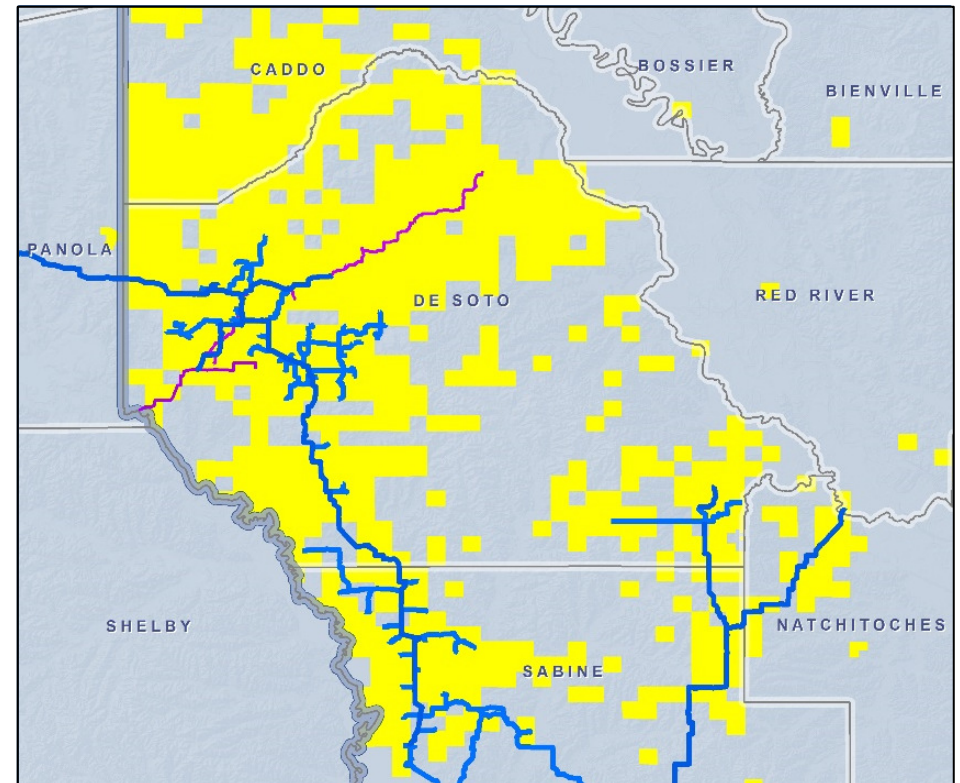 CADDO
BOSSIER
BIENVILLE
PANOLA
DE SOTO
RED RIVER
SHELBY
SABINE
NATCHITOCHES